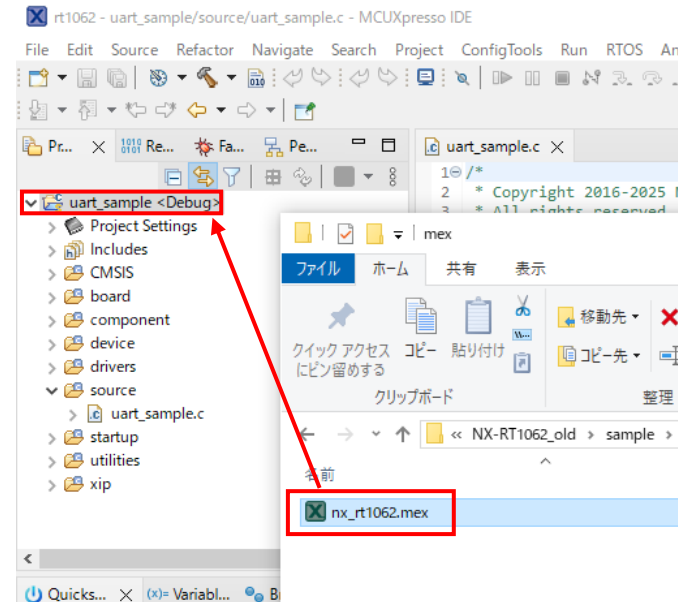 rt1062 - uart_sample/source/uart_sample.c - MCUXpresso IDE
File Edit Source Refactor Navigate Search Project ConfigTools Run RTOS
Pr... Re... Fa... Pe...
uart_sample.c
uart_sample <Debug>
1 /*
2 * Copyright 2016-2025
3 * All rights reserved
Project Settings
Includes
CMSIS
board
component
device
drivers
source
uart_sample.c
startup
utilities
xip
mex
ファイル ホーム 共有 表示
クイック アクセス
にピン留めする
コピー
貼り付け
移動先
コピー先
クリップボード
整理
« NX-RT1062_old > sample >
名前
nx_rt1062.mex
Quicks... (x)= Variabl...